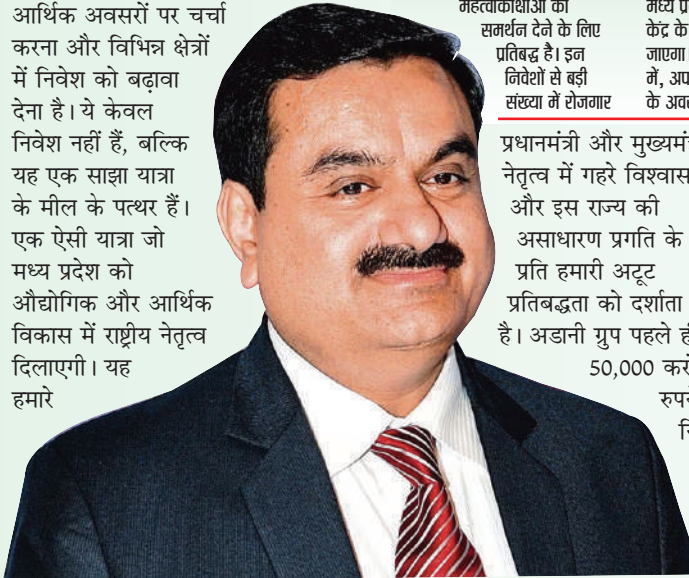 आर्थिक अवसरों पर चर्चा
करना और विभिन्न क्षेत्रों
में निवेश को बढ़ावा
देना है। ये केवल
निवेश नहीं हैं, बल्कि
यह एक साझा यात्रा
के मील के पत्थर हैं।
एक ऐसी यात्रा जो
मध्य प्रदेश को
औद्योगिक और आर्थिक
विकास में राष्ट्रीय नेतृत्व
दिलाएगी। यह
हमारे
महत्वाकांक्षाओं को
समर्थन देने के लिए
प्रतिबद्ध है। इन
निवेशों से बड़ी
संख्या में रोजगार
मध्य
केंद्र के
जाएगा
में,
के
प्रधानमंत्री और
नेतृत्व में गहरे विश्वास
और इस राज्य की
असाधारण प्रगति के
प्रति हमारी अटूट
प्रतिबद्धता को दर्शाता
है। अडानी ग्रुप पहले
50,000